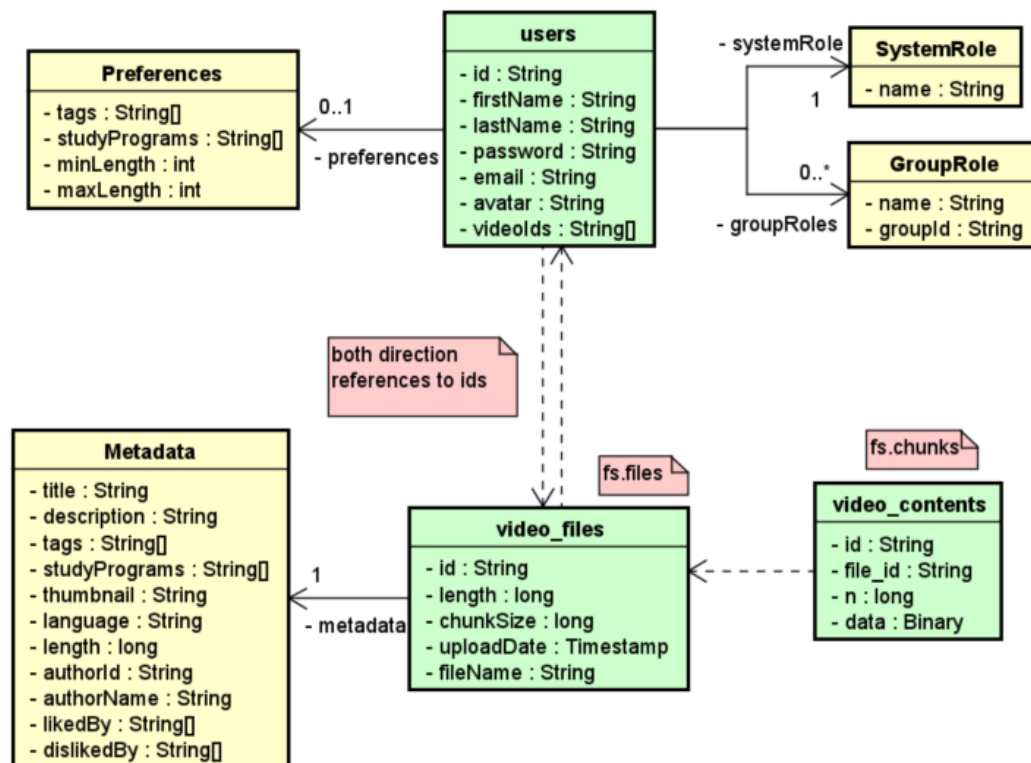 users
- id : String
- firstName : String
- lastName : String
- password : String
- email : String
- avatar : String
- videoIds : String[]
Preferences
- tags : String[]
- studyPrograms : String[]
- minLength : int
- maxLength : int
0..1
- preferences
- systemRole
1
SystemRole
- name : String
0..*
- groupRoles
GroupRole
- name : String
- groupId : String
both direction
references to ids
fs.files
fs.chunks
Metadata
- title : String
- description : String
- tags : String[]
- studyPrograms : String[]
- thumbnail : String
- language : String
- length : long
- authorId : String
- authorName : String
- likedBy : String[]
- dislikedBy : String[]
1
- metadata
video_files
- id : String
- length : long
- chunkSize : long
- uploadDate : Timestamp
- fileName : String
video_contents
- id : String
- file_id : String
- n : long
- data : Binary